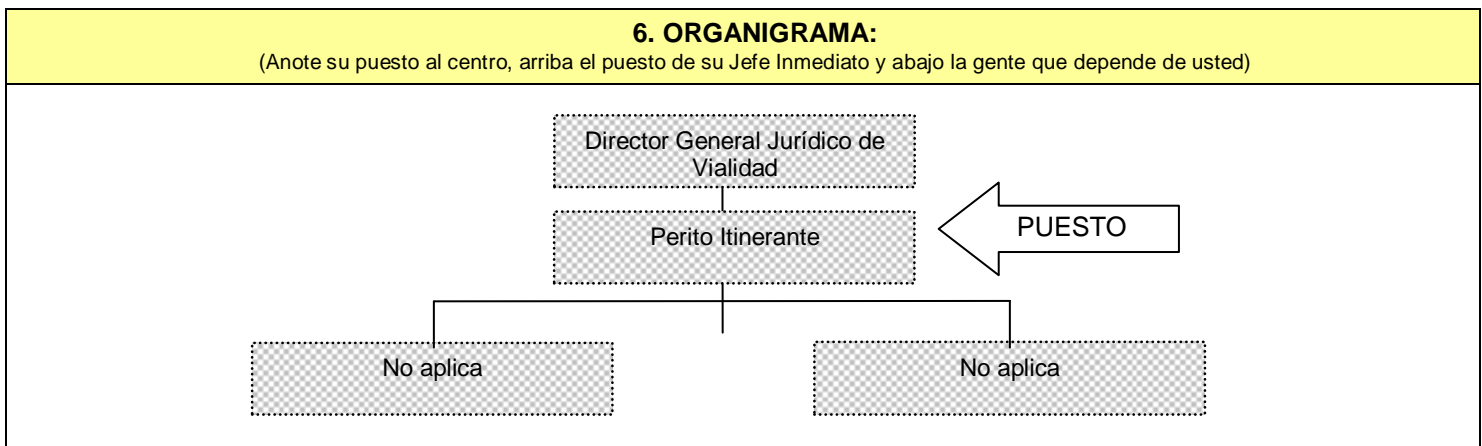 6. ORGANIGRAMA:
(Anote su puesto al centro, arriba el puesto de su Jefe Inmediato y abajo la gente que depende de usted)
Director General Jurídico de
Vialidad
Perito Itinerante
PUESTO
No aplica
No aplica